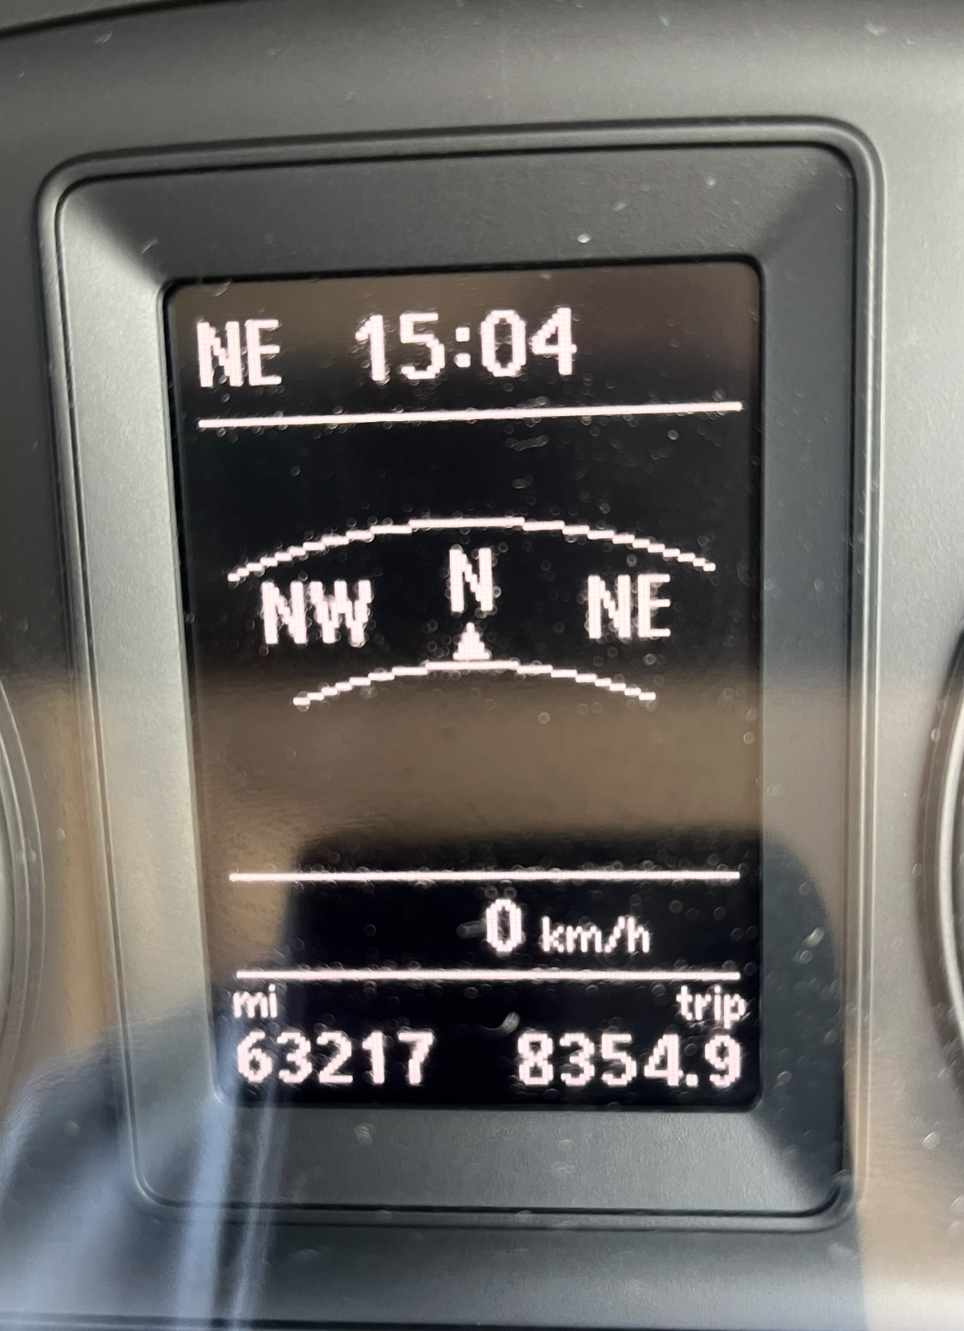 NE 15:04
NW N NE
0 km/h
mi trip
63217 8354.9